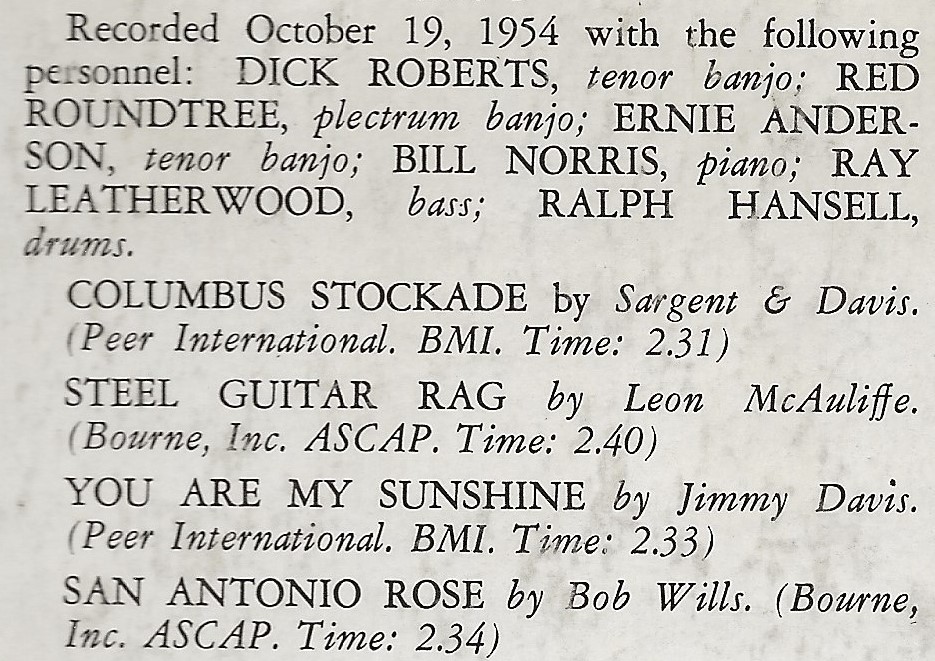 Recorded October 19, 1954 with the following
personnel: DICK ROBERTS, tenor banjo; RED
ROUNDTREE, plectrum banjo; ERNIE ANDER-
SON, tenor banjo; BILL NORRIS, piano; RAY
LEATHERWOOD, bass; RALPH HANSELL,
drums.
COLUMBUS STOCKADE by Sargent & Davis.
(Peer International. BMI. Time: 2.31)
STEEL GUITAR RAG by Leon McAuliffe.
(Bourne, Inc. ASCAP. Time: 2.40)
YOU ARE MY SUNSHINE by Jimmy Davis.
(Peer International. BMI. Time: 2.33)
SAN ANTONIO ROSE by Bob Wills. (Bourne,
Inc. ASCAP. Time: 2.34)